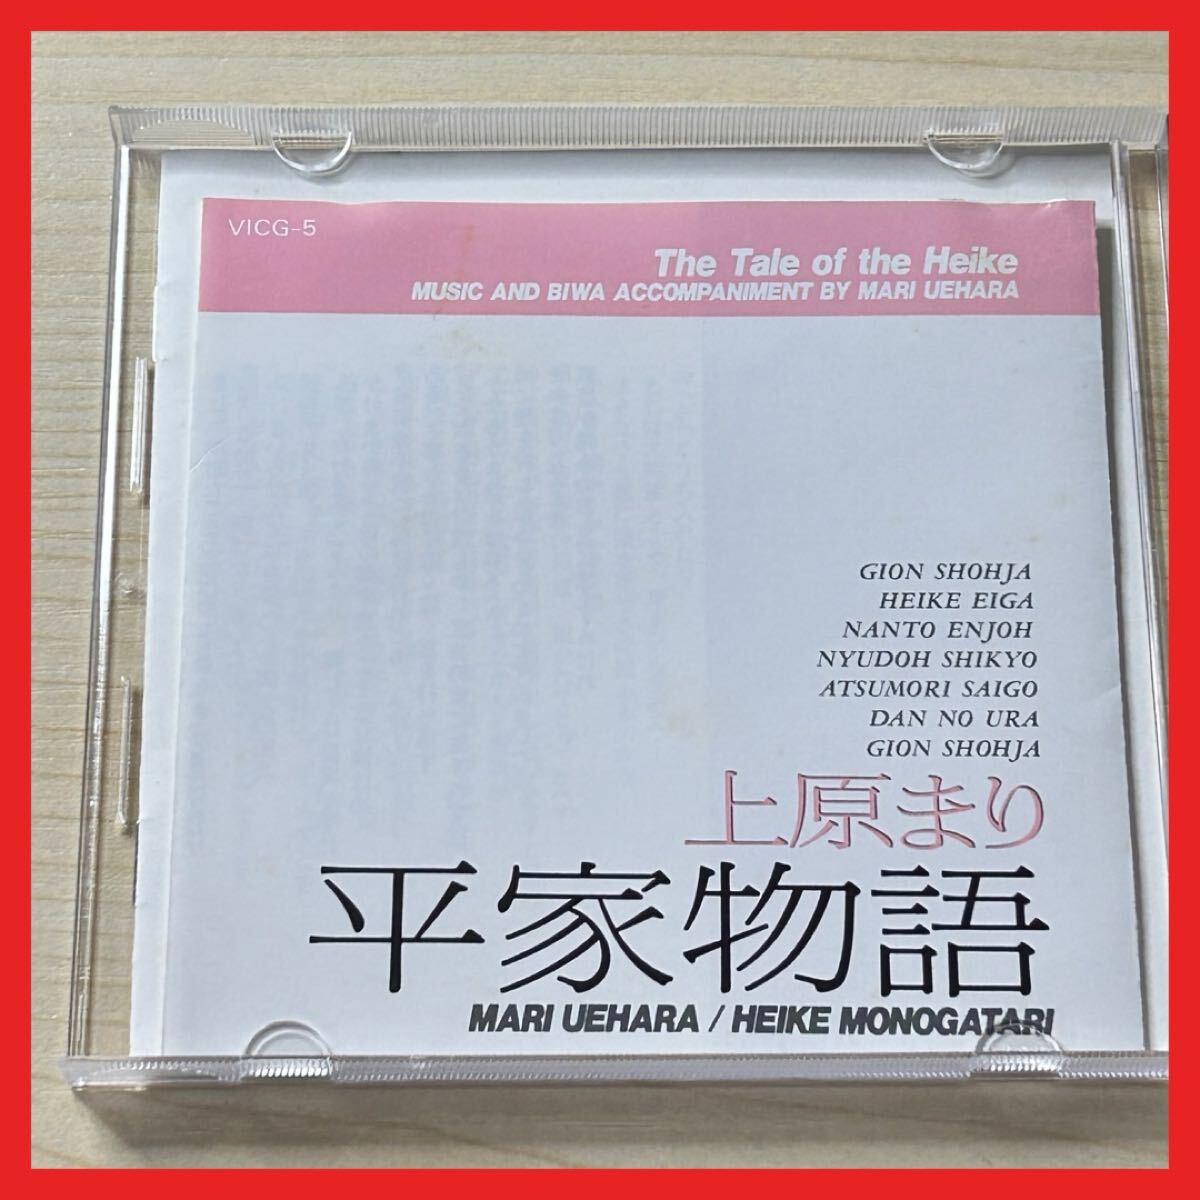 VICG-5
The Tale of the Heike
MUSIC AND BIWA ACCOMPANIMENT BY MARI UEHARA
GION SHOHJA
HEIKE EIGA
NANTO ENJOH
NYUDOH SHIKYO
ATSUMORI SAIGO
DAN NO URA
GION SHOHJA
上原まり
平家物語
MARI UEHARA / HEIKE MONOGATARI